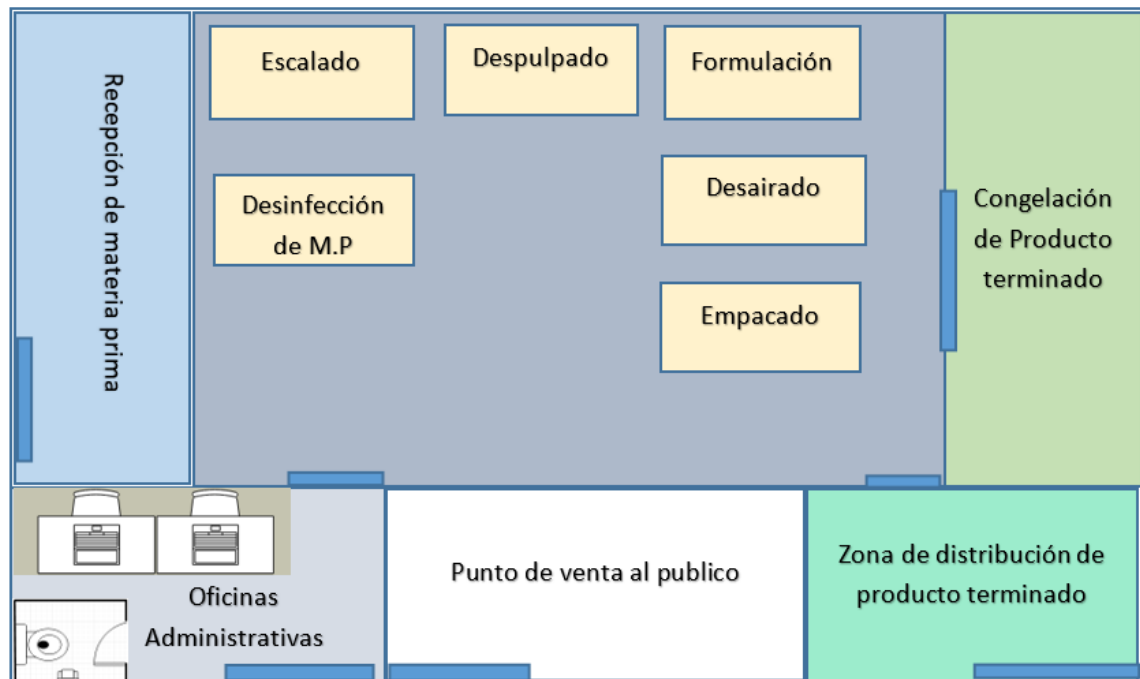 Recepción de materia prima
Escalado
Despulpado
Formulación
Desinfección
de M.P
Desairado
Empacado
Congelación
de Producto
terminado
Oficinas
Administrativas
Punto de venta al publico
Zona de distribución de
producto terminado